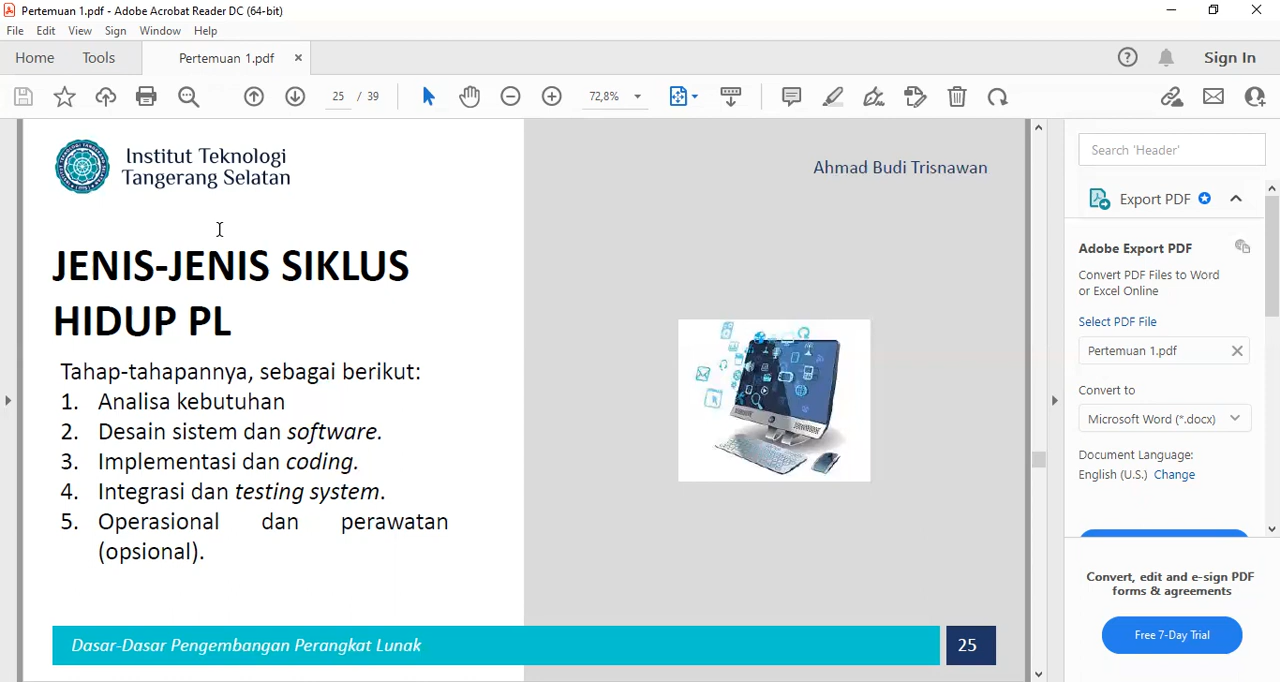 Pertemuan 1.pdf - Adobe Acrobat Reader DC (64-bit)
File Edit View Sign Window Help
Home Tools Pertemuan 1.pdf Sign In
25 / 39 72,8%
Institut Teknologi
Tangerang Selatan
Ahmad Budi Trisnawan
JENIS-JENIS SIKLUS
HIDUP PL
Tahap-tahapannya, sebagai berikut:
1. Analisa kebutuhan
2. Desain sistem dan software.
3. Implementasi dan coding.
4. Integrasi dan testing system.
5. Operasional dan perawatan
(opsional).
Dasar-Dasar Pengembangan Perangkat Lunak
25
Search 'Header'
Export PDF
Adobe Export PDF
Convert PDF Files to Word
or Excel Online
Select PDF File
Pertemuan 1.pdf
Convert to
Microsoft Word (*.docx)
Document Language:
English (U.S.) Change
Convert, edit and e-sign PDF
forms & agreements
Free 7-Day Trial